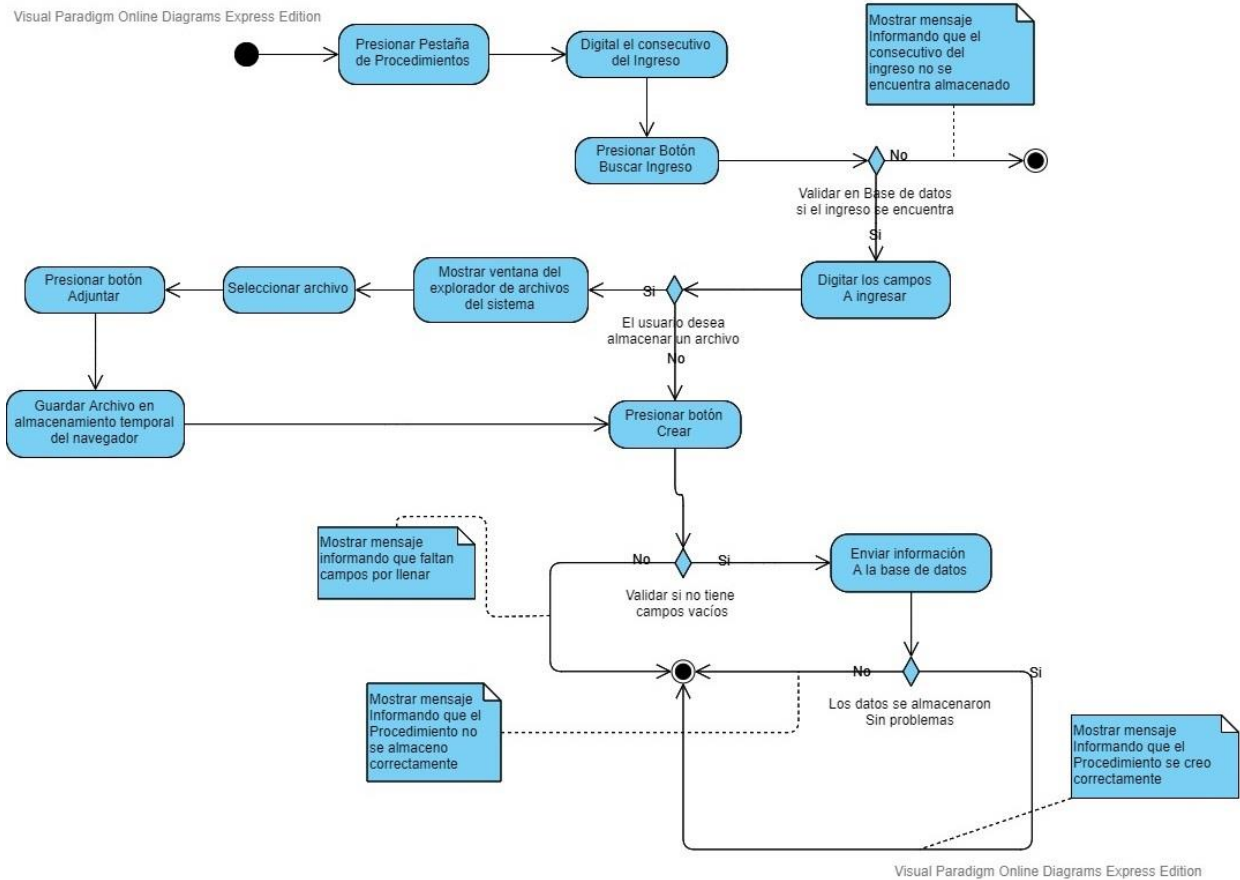 Visual Paradigm Online Diagrams Express Edition
Presionar Pestaña
de Procedimientos
Digital el consecutivo
del Ingreso
Mostrar mensaje
Informando que el
consecutivo del
ingreso no se
encuentra almacenado
Presionar Botón
Buscar Ingreso
No
Validar en Base de datos
si el ingreso se encuentra
Si
Digitar los campos
A ingresar
Si
El usuario desea
almacenar un archivo
No
Mostrar ventana del
explorador de archivos
del sistema
Seleccionar archivo
Presionar botón
Adjuntar
Guardar Archivo en
almacenamiento temporal
del navegador
Presionar botón
Crear
Mostrar mensaje
informando que faltan
campos por llenar
No
Si
Validar si no tiene
campos vacíos
Enviar información
A la base de datos
No
Si
Los datos se almacenaron
Sin problemas
Mostrar mensaje
Informando que el
Procedimiento no
se almaceno
correctamente
Mostrar mensaje
Informando que el
Procedimiento se creo
correctamente
Visual Paradigm Online Diagrams Express Edition